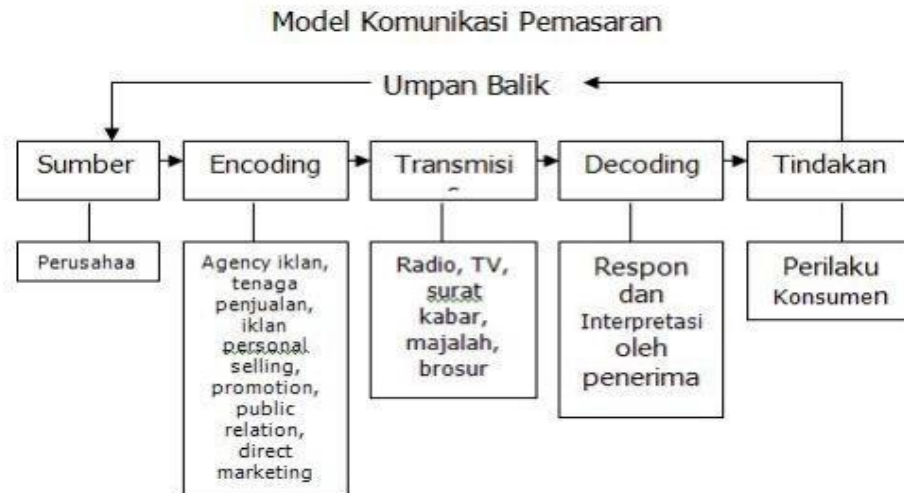 Model Komunikasi Pemasaran
Umpan Balik
Sumber
Encoding
Transmisi
Decoding
Tindakan
Perusahaa
Agency iklan,
tenaga
penjualan,
iklan
personal
selling,
promotion,
public
relation,
direct
marketing
Radio, TV,
surat
kabar,
majalah,
brosur
Respon
dan
Interpretasi
oleh
penerima
Perilaku
Konsumen